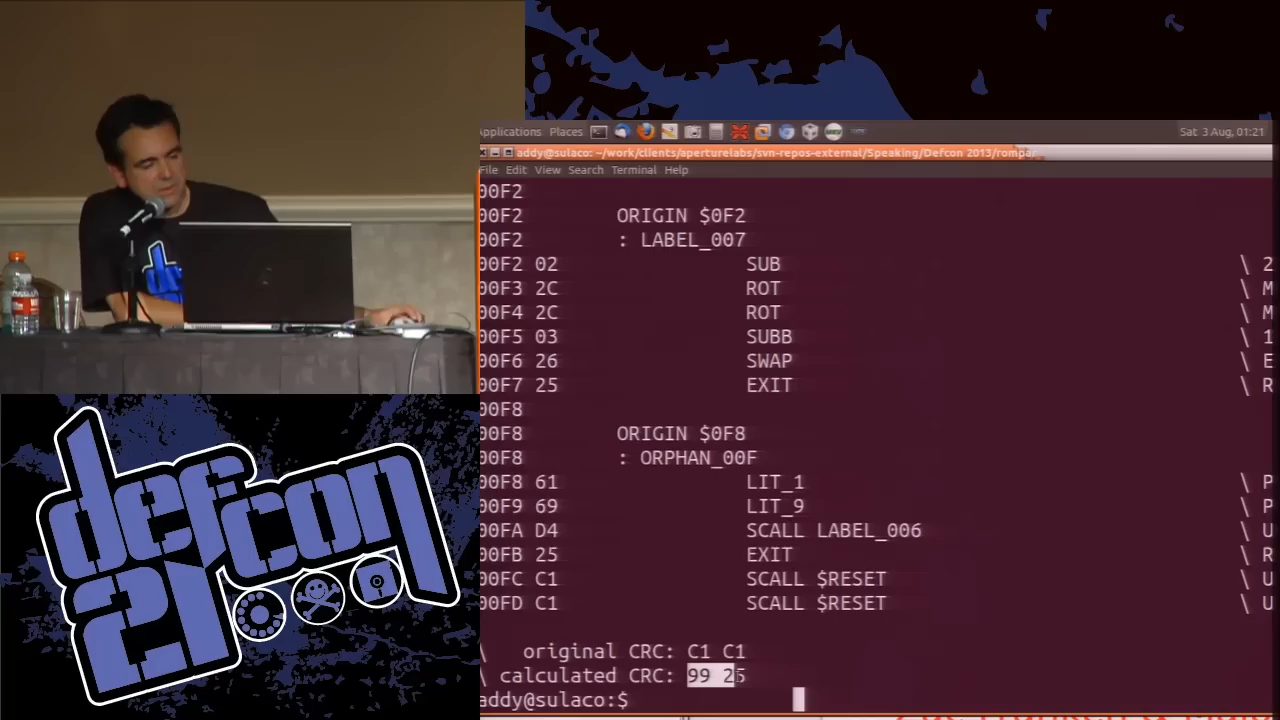 Applications Places Sat 3 Aug, 01:21
addy@sulaco: ~/work/clients/aperturelabs/svn-repos-external/Speaking/Defcon 2013/rompar
File Edit View Search Terminal Help
00F2
00F2 ORIGIN $0F2
00F2 : LABEL_007
00F2 02 SUB \ 2
00F3 2C ROT \ M
00F4 2C ROT \ M
00F5 03 SUBB \ 1
00F6 26 SWAP \ E
00F7 25 EXIT \ R
00F8
00F8 ORIGIN $0F8
00F8 : ORPHAN_00F
00F8 61 LIT_1 \ P
00F9 69 LIT_9 \ P
00FA D4 SCALL LABEL_006 \ U
00FB 25 EXIT \ R
00FC C1 SCALL $RESET \ U
00FD C1 SCALL $RESET \ U
\ original CRC: C1 C1
\ calculated CRC: 99 25
addy@sulaco:$
defcon
21